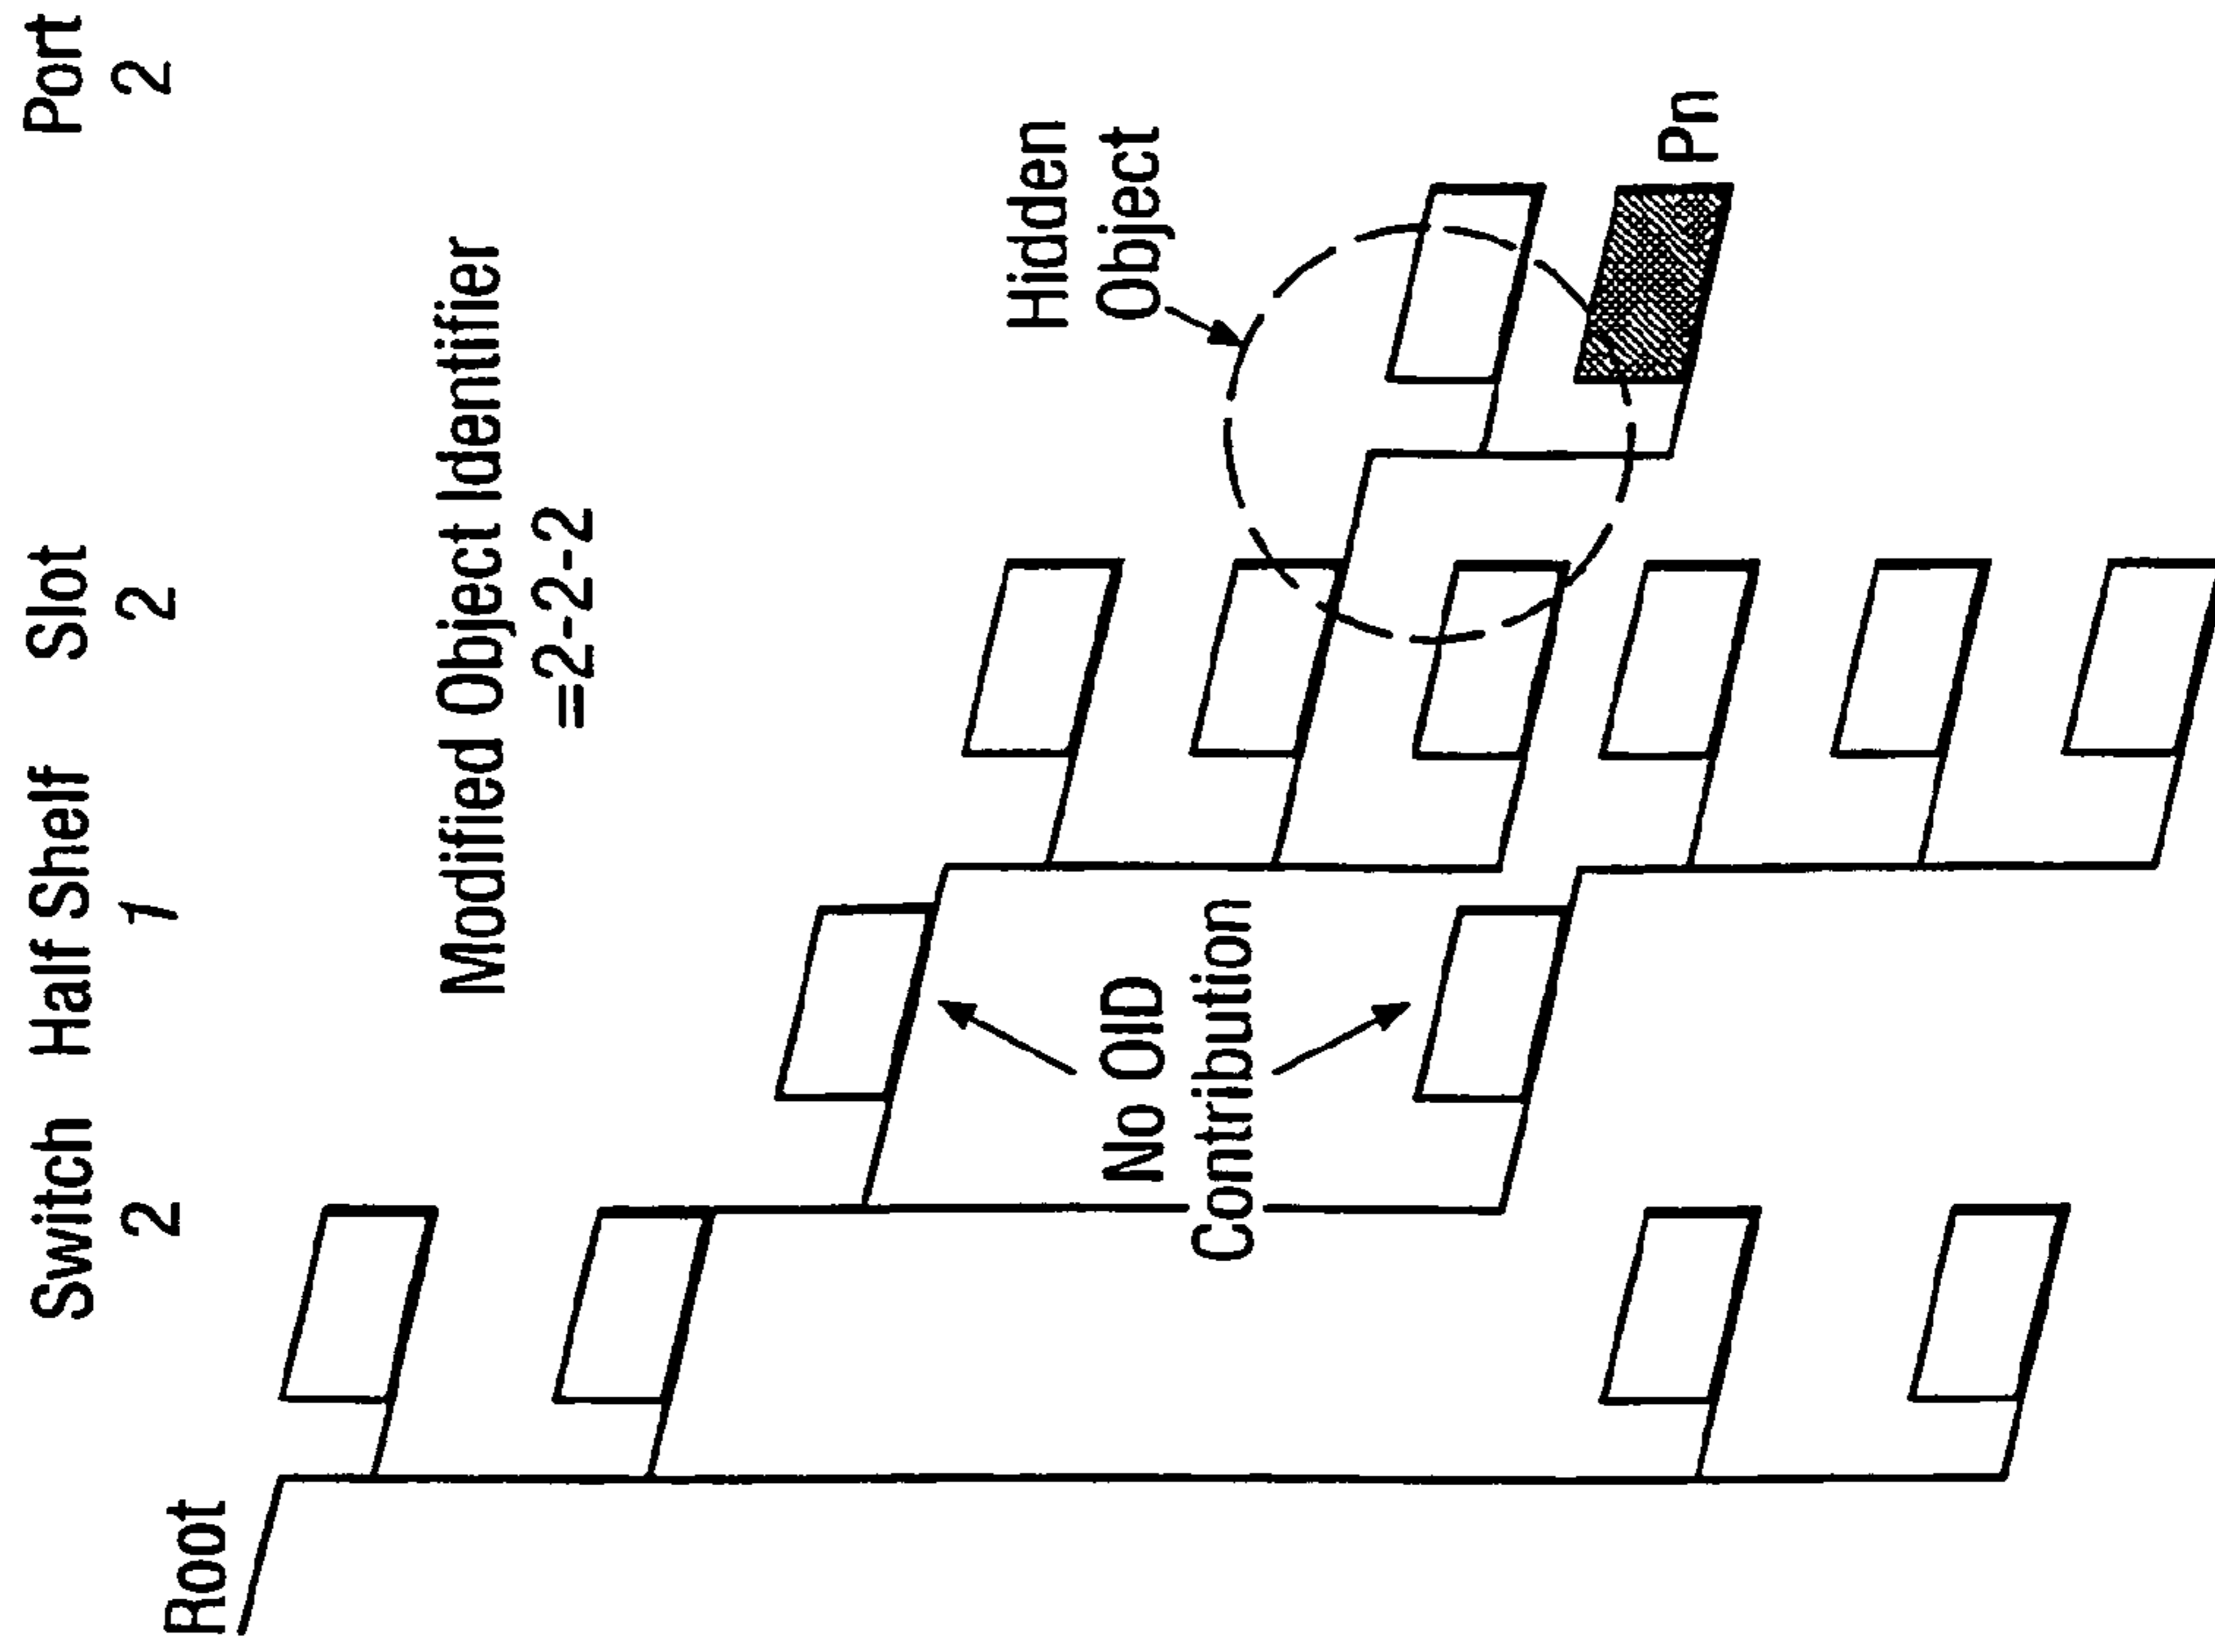 Switch Half Shelf Slot Port
2 1 2 2
Root
Modified Object Identifier
=2-2-2
Hidden
Object
No OID
Contribution
Pn